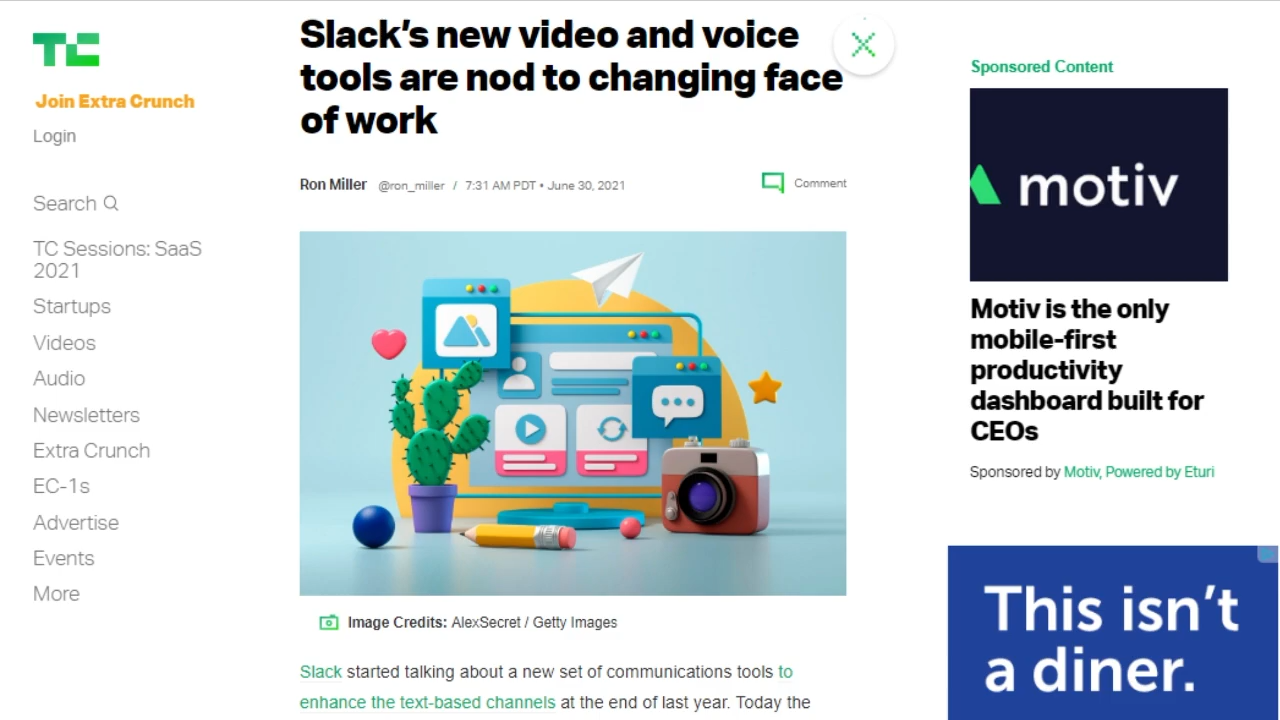 TC
Join Extra Crunch
Login
Search
TC Sessions: SaaS
2021
Startups
Videos
Audio
Newsletters
Extra Crunch
EC-1s
Advertise
Events
More
Slack’s new video and voice
tools are nod to changing face
of work
Ron Miller @ron_miller / 7:31 AM PDT • June 30, 2021
Comment
Image Credits: AlexSecret / Getty Images
Slack started talking about a new set of communications tools to
enhance the text-based channels at the end of last year. Today the
Sponsored Content
motiv
Motiv is the only
mobile-first
productivity
dashboard built for
CEOs
Sponsored by Motiv, Powered by Eturi
This isn’t
a diner.